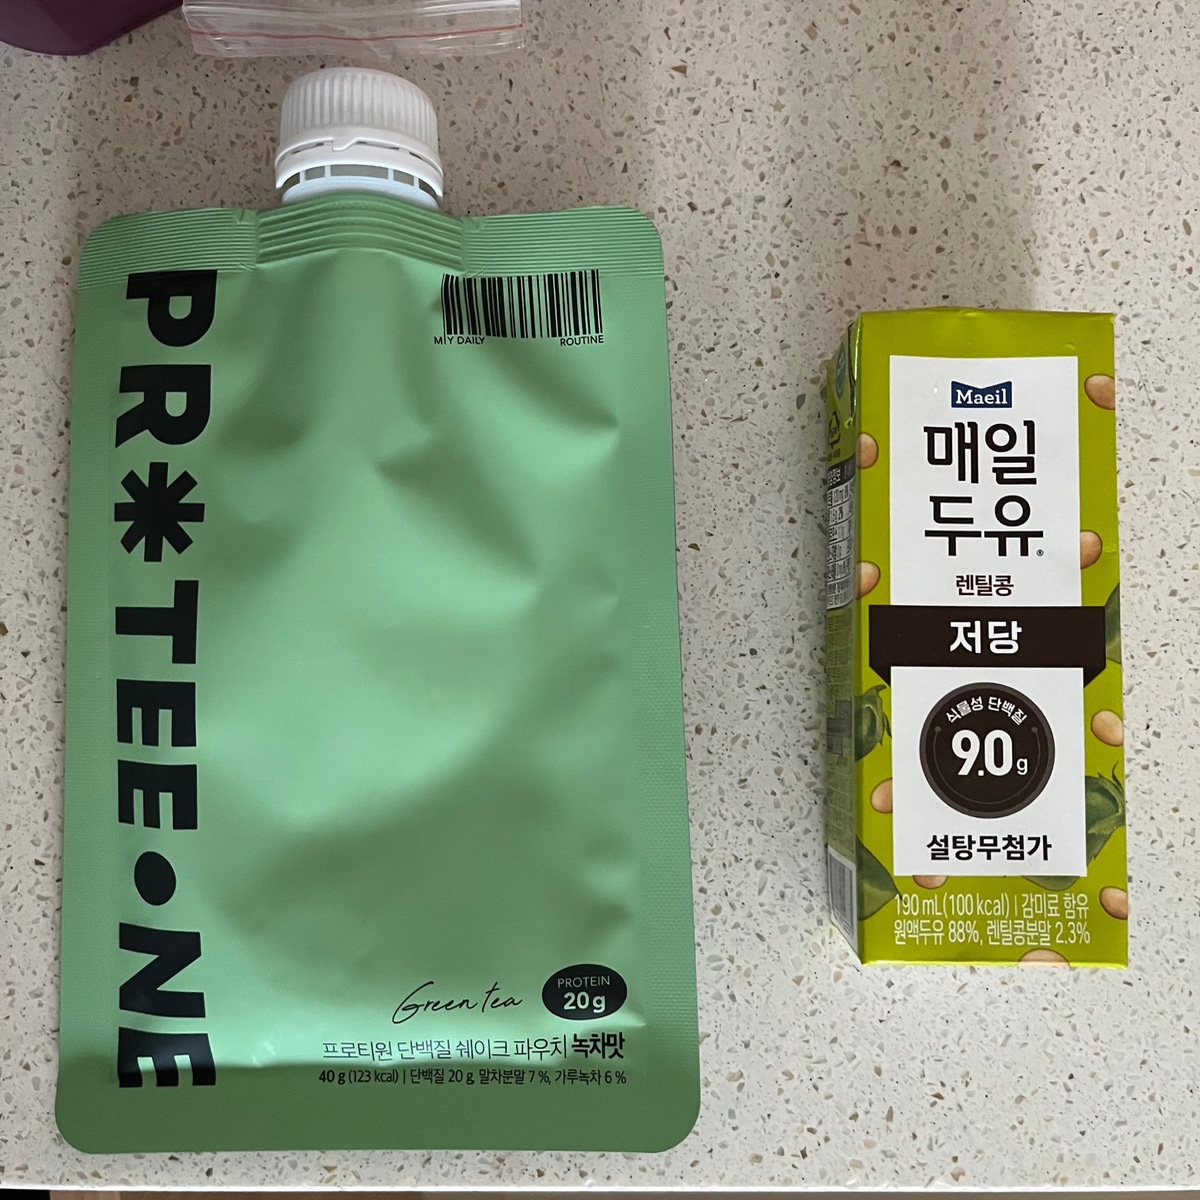 PR*TEE•NE
MY DAILY ROUTINE
Green tea
PROTEIN
20g
프로티원 단백질 쉐이크 파우치 녹차맛
40 g (123 kcal) | 단백질 20 g, 말차분말 7 %, 가루녹차 6 %
Maeil
매일
두유®
렌틸콩
저당
식물성 단백질
9.0g
설탕무첨가
190 mL(100 kcal) | 감미료 함유
원액두유 88%, 렌틸콩분말 2.3%